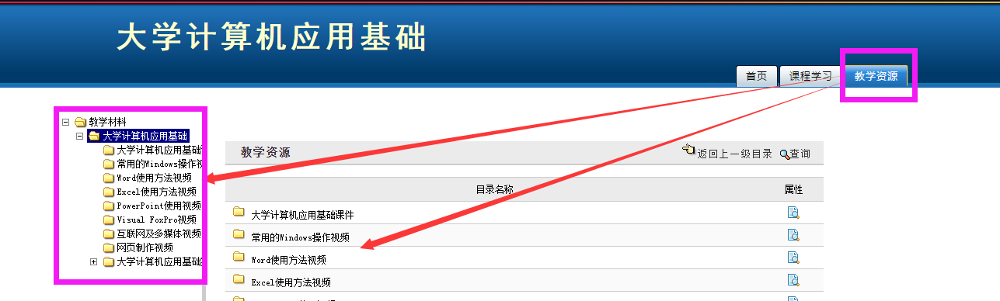 大学计算机应用基础
首页 课程学习 教学资源
教学材料
大学计算机应用基础
大学计算机应用基础
常用的Windows操作视
Word使用方法视频
Excel使用方法视频
PowerPoint使用视频
Visual FoxPro视频
互联网及多媒体视频
网页制作视频
大学计算机应用基础
教学资源
返回上一级目录 查询
目录名称 属性
大学计算机应用基础课件
常用的Windows操作视频
Word使用方法视频
Excel使用方法视频